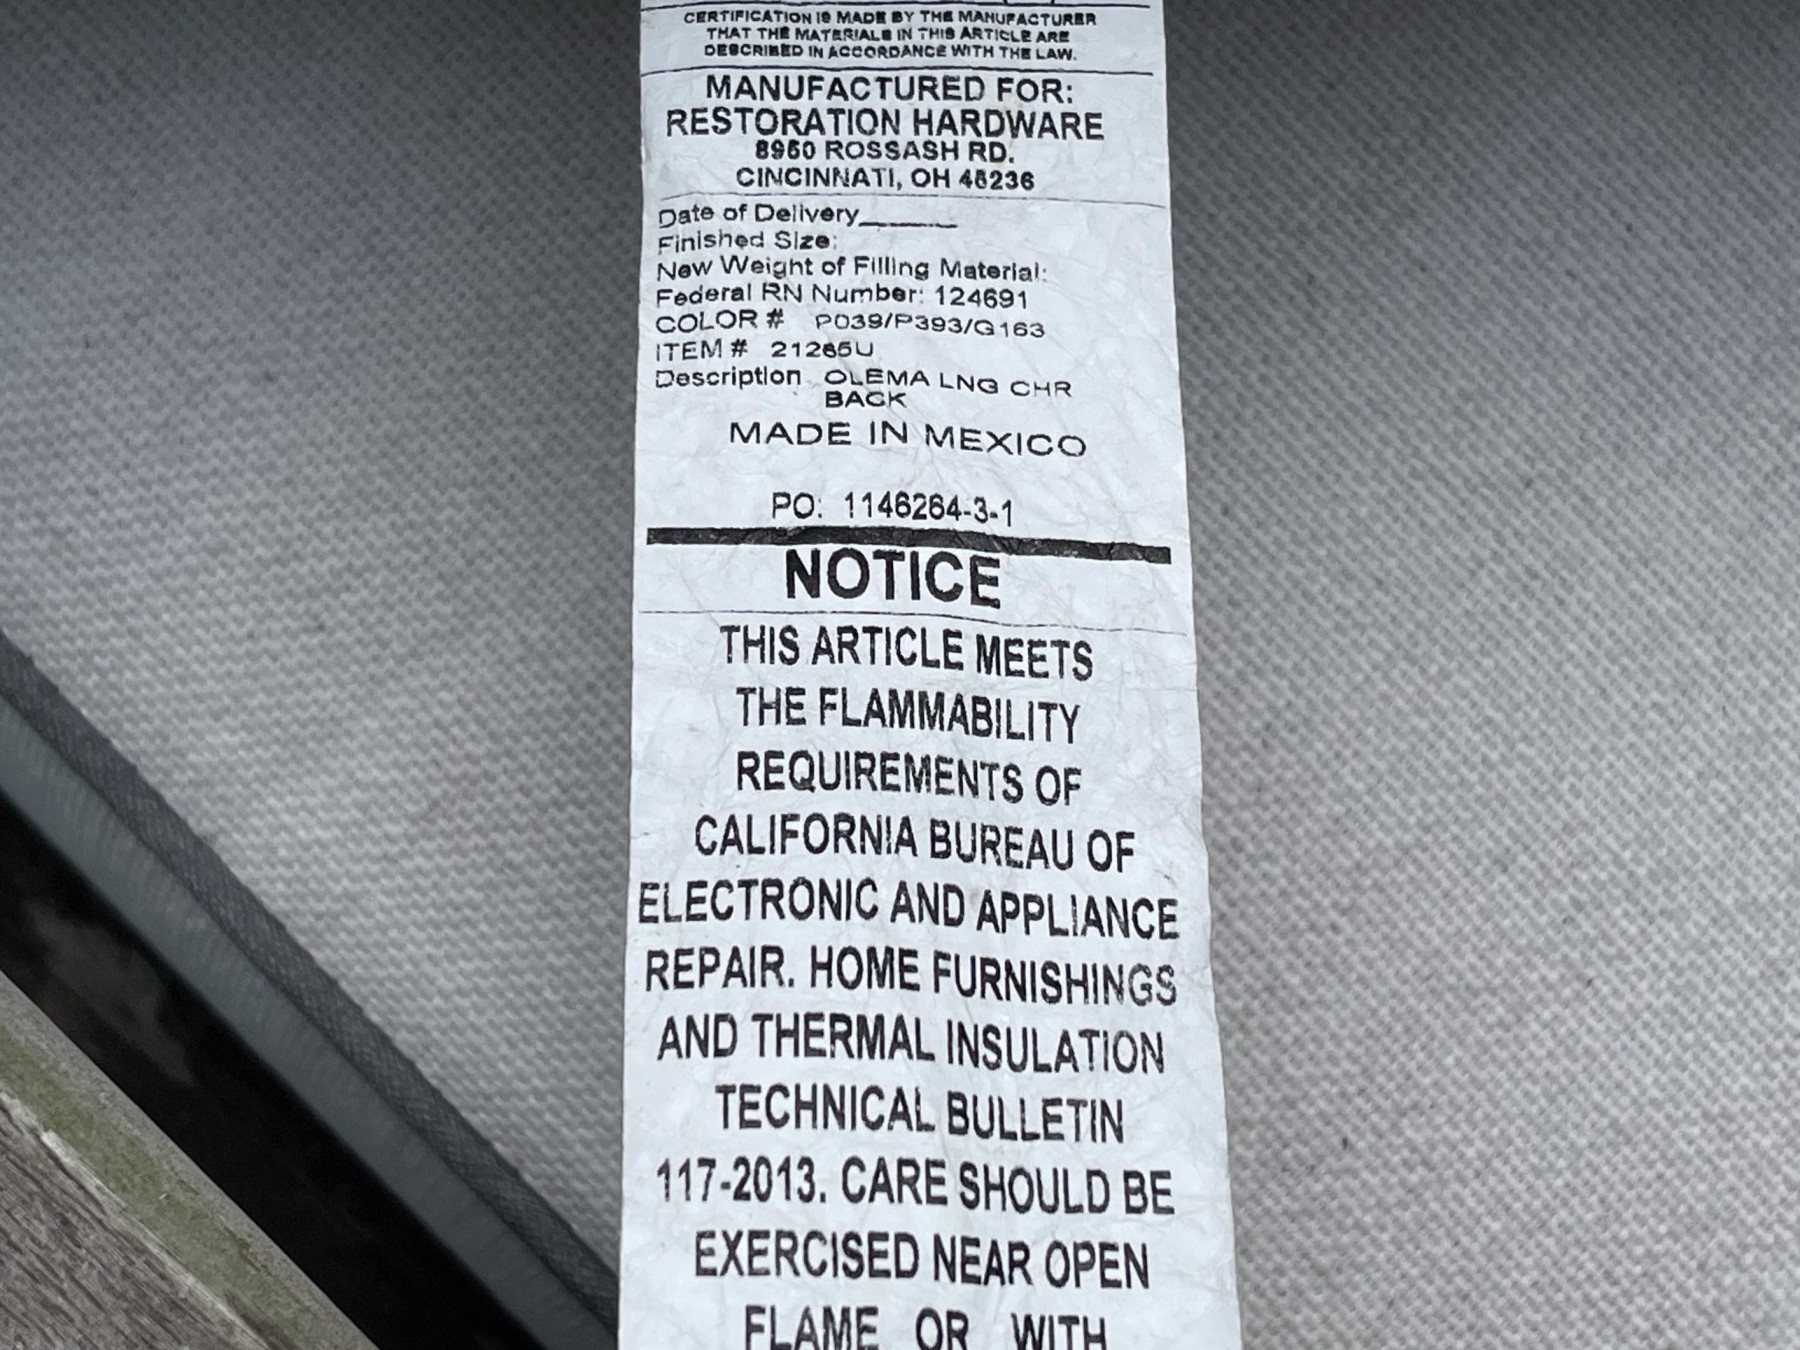 CERTIFICATION IS MADE BY THE MANUFACTURER
THAT THE MATERIALS IN THIS ARTICLE ARE
DESCRIBED IN ACCORDANCE WITH THE LAW.
MANUFACTURED FOR:
RESTORATION HARDWARE
8960 ROSSASH RD.
CINCINNATI, OH 45236
Date of Delivery______
Finished Size:
New Weight of Filling Material:
Federal RN Number: 124691
COLOR # P039/P393/G163
ITEM # 21265U
Description OLEMA LNG CHR
BACK
MADE IN MEXICO
PO: 1146264-3-1
NOTICE
THIS ARTICLE MEETS
THE FLAMMABILITY
REQUIREMENTS OF
CALIFORNIA BUREAU OF
ELECTRONIC AND APPLIANCE
REPAIR. HOME FURNISHINGS
AND THERMAL INSULATION
TECHNICAL BULLETIN
117-2013. CARE SHOULD BE
EXERCISED NEAR OPEN
FLAME OR WITH